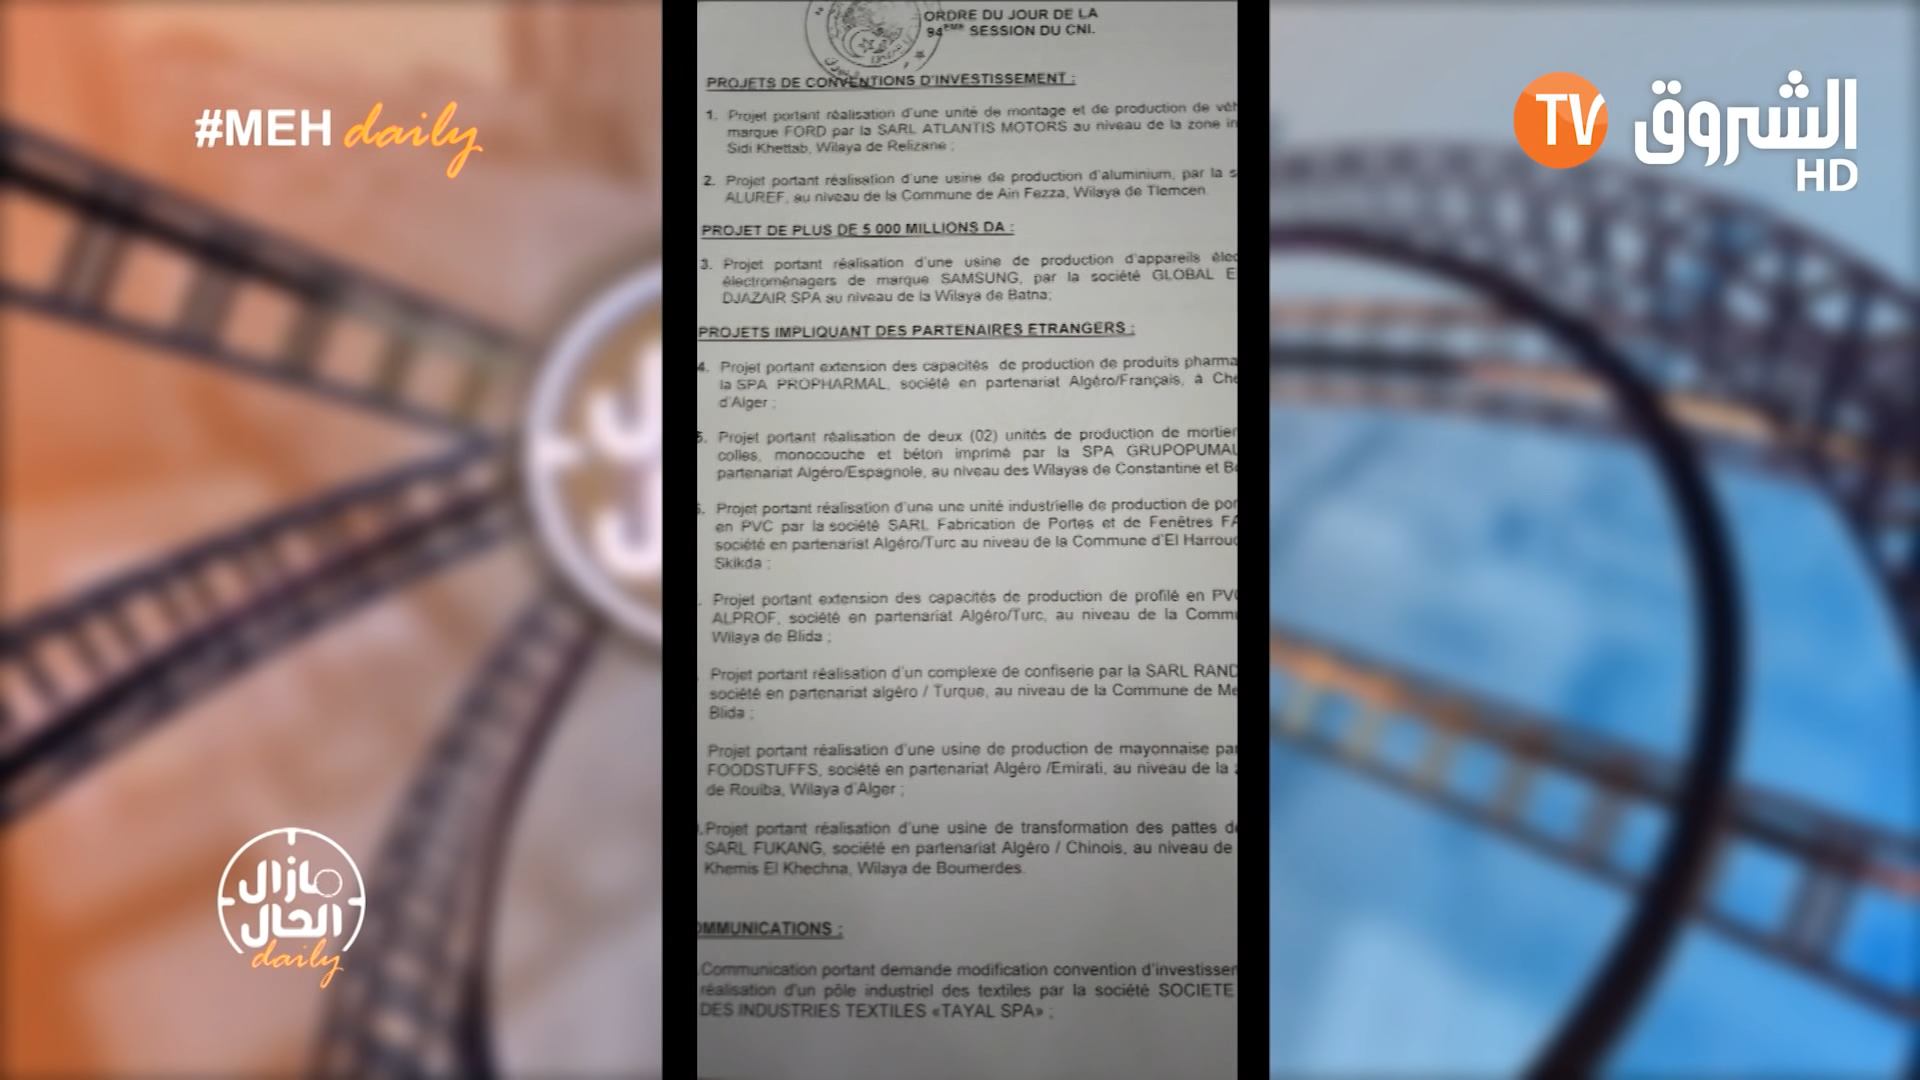 #MEH daily
TV الشروق
HD
ORDRE DU JOUR DE LA
94ème SESSION DU CNI.
PROJETS DE CONVENTIONS D'INVESTISSEMENT :
1. Projet portant réalisation d'une unité de montage et de production de
marque FORD par la SARL ATLANTIS MOTORS au niveau de la zone
Sidi Khettab, Wilaya de Relizane ;
2. Projet portant réalisation d'une usine de production d'aluminium, par la
ALUREF, au niveau de la Commune de Ain Fezza, Wilaya de Tlemcen.
PROJET DE PLUS DE 5 000 MILLIONS DA :
3. Projet portant réalisation d'une usine de production d'appareils
électroménagers de marque SAMSUNG, par la société GLOBAL
DJAZAIR SPA au niveau de la Wilaya de Batna;
PROJETS IMPLIQUANT DES PARTENAIRES ETRANGERS :
4. Projet portant extension des capacités de production de produits pharma
la SPA PROPHARMAL, société en partenariat Algéro/Français, à
d'Alger ;
5. Projet portant réalisation de deux (02) unités de production de mortier
colles, monocouche et béton imprimé par la SPA GRUPOPUMAL
partenariat Algéro/Espagnole, au niveau des Wilayas de Constantine et
Projet portant réalisation d'une une unité industrielle de production de
en PVC par la société SARL Fabrication de Portes et de Fenêtres
société en partenariat Algéro/Turc au niveau de la Commune d'El Harrouc
Skikda ;
Projet portant extension des capacités de production de profilé en
ALPROF, société en partenariat Algéro/Turc, au niveau de la Commu
Wilaya de Blida ;
Projet portant réalisation d'un complexe de confiserie par la SARL RAND
société en partenariat algéro / Turque, au niveau de la Commune de Me
Blida ;
Projet portant réalisation d'une usine de production de mayonnaise par
FOODSTUFFS, société en partenariat Algéro /Emirati, au niveau de la
de Rouiba, Wilaya d'Alger ;
Projet portant réalisation d'une usine de transformation des pattes
SARL FUKANG, société en partenariat Algéro / Chinois, au niveau de
Khemis El Khechna, Wilaya de Boumerdes.
OMMUNICATIONS :
Communication portant demande modification convention d'investisser
réalisation d'un pôle industriel des textiles par la société SOCIETE
DES INDUSTRIES TEXTILES «TAYAL SPA» ;
مازال
الحال
daily